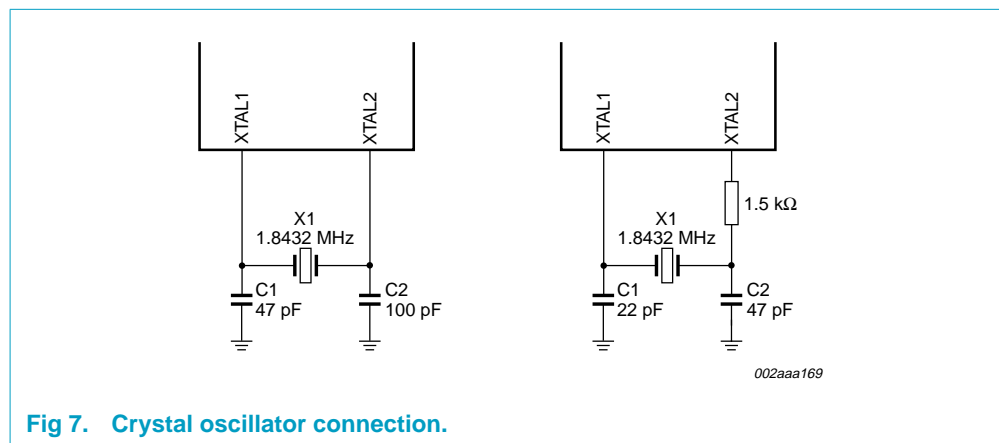 XTAL1
XTAL2
X1
1.8432 MHz
C1
47 pF
C2
100 pF
XTAL1
XTAL2
1.5 kΩ
X1
1.8432 MHz
C1
22 pF
C2
47 pF
002aaa169
Fig 7. Crystal oscillator connection.